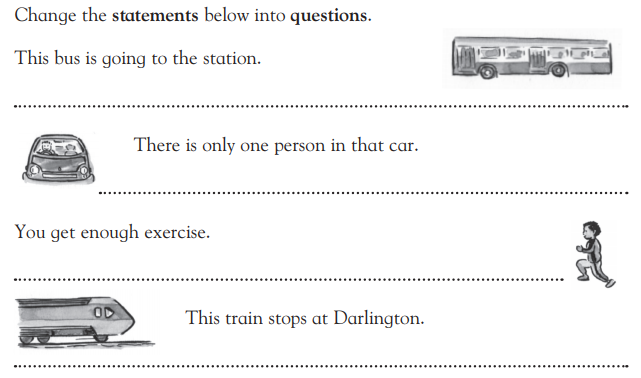 Change the statements below into questions.
This bus is going to the station.
There is only one person in that car.
You get enough exercise.
This train stops at Darlington.